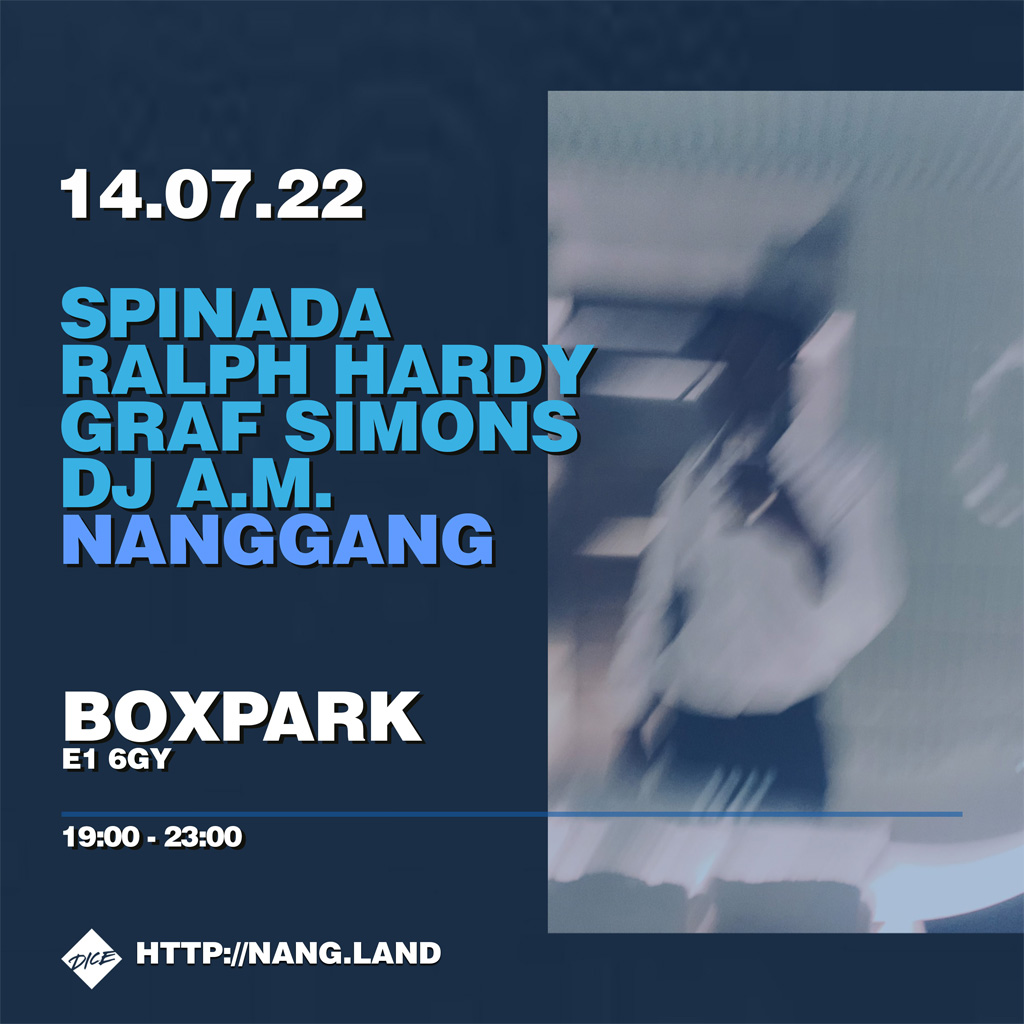 14.07.22
SPINADA
RALPH HARDY
GRAF SIMONS
DJ A.M.
NANGGANG
BOXPARK
E1 6GY
19:00 - 23:00
DICE
HTTP://NANG.LAND